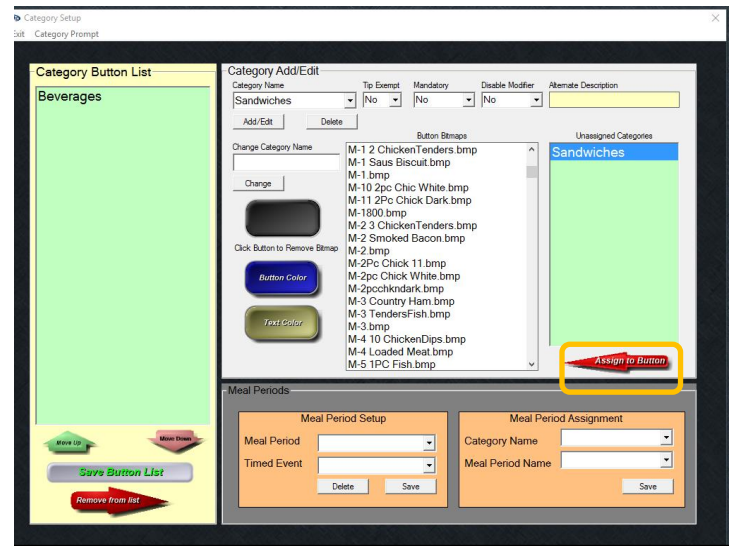 Category Setup
Exit Category Prompt
Category Button List
Beverages
Move Up
Move Down
Save Button List
Remove from list
Category Add/Edit
Category Name Tip Exempt Mandatory Disable Modifier Alternate Description
Sandwiches No No No
Add/Edit Delete
Change Category Name
Change
Click Button to Remove Bitmap
Button Color
Text Color
Button Bitmaps
M-1 2 ChickenTenders.bmp
M-1 Saus Biscuit.bmp
M-1.bmp
M-10 2pc Chic White.bmp
M-11 2Pc Chick Dark.bmp
M-1800.bmp
M-2 3 ChickenTenders.bmp
M-2 Smoked Bacon.bmp
M-2.bmp
M-2Pc Chick 11.bmp
M-2pc Chick White.bmp
M-2pcchkndark.bmp
M-3 Country Ham.bmp
M-3 TendersFish.bmp
M-3.bmp
M-4 10 ChickenDips.bmp
M-4 Loaded Meat.bmp
M-5 1PC Fish.bmp
Unassigned Categories
Sandwiches
Assign to Button
Meal Periods
Meal Period Setup
Meal Period
Timed Event
Delete Save
Meal Period Assignment
Category Name
Meal Period Name
Save